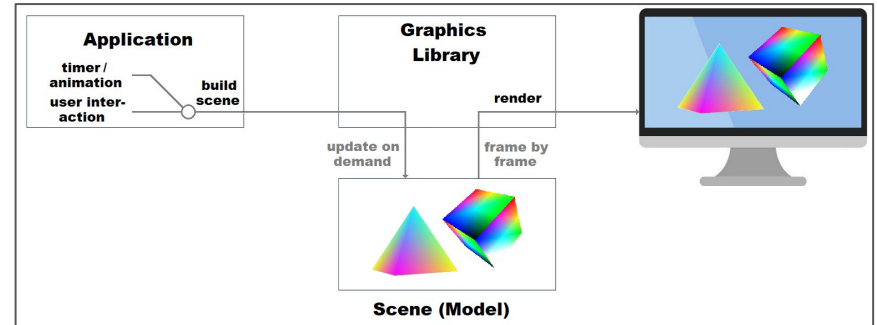 Application
timer /
animation
user inter-
action
build
scene
Graphics
Library
render
update on
demand
frame by
frame
Scene (Model)